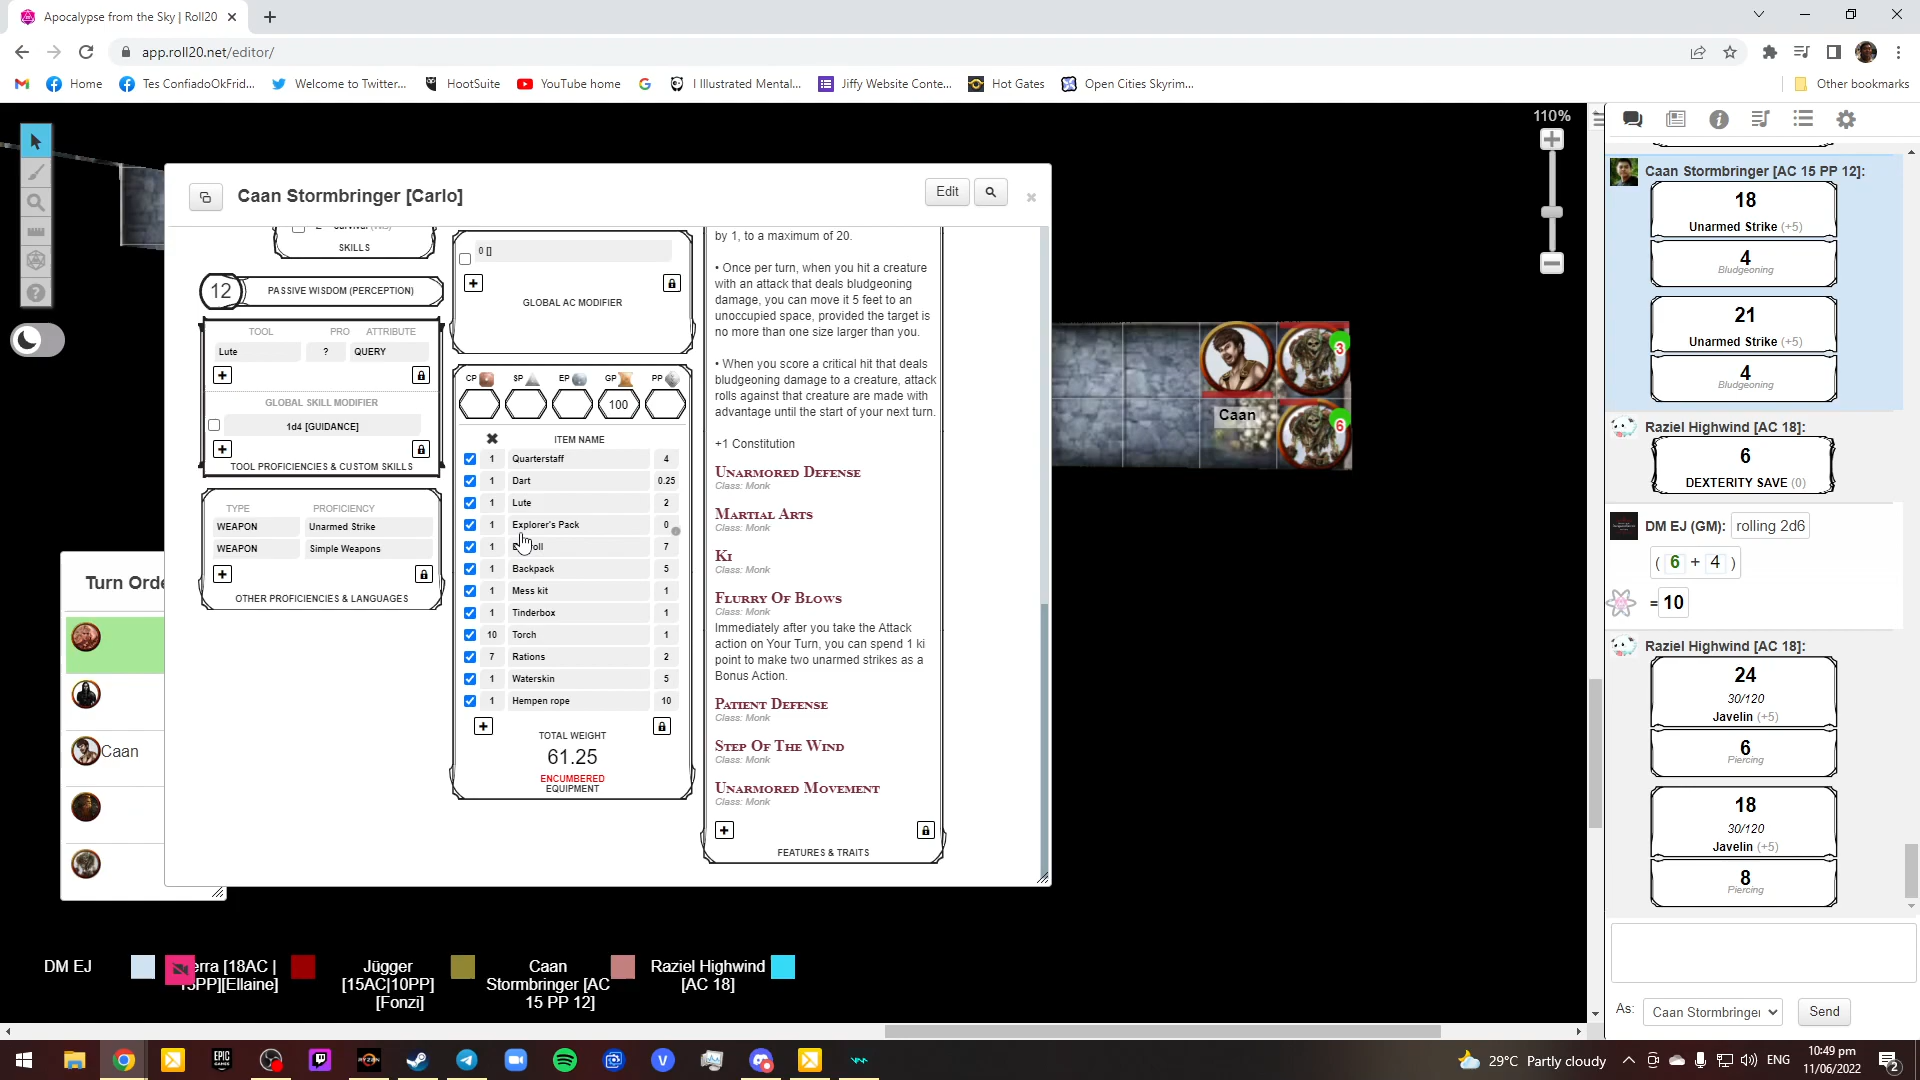 Apocalypse from the Sky | Roll20
app.roll20.net/editor/
Home
Tes ConfiadoOkFrid...
Welcome to Twitter...
HootSuite
YouTube home
I Illustrated Mental...
Jiffy Website Conte...
Hot Gates
Open Cities Skyrim...
Other bookmarks
110%
Caan Stormbringer [Carlo]
Edit
SKILLS
12
PASSIVE WISDOM (PERCEPTION)
TOOL PRO ATTRIBUTE
Lute ? QUERY
GLOBAL SKILL MODIFIER
1d4 [GUIDANCE]
TOOL PROFICIENCIES & CUSTOM SKILLS
TYPE PROFICIENCY
WEAPON Unarmed Strike
WEAPON Simple Weapons
OTHER PROFICIENCIES & LANGUAGES
0 []
GLOBAL AC MODIFIER
CP SP EP GP PP
100
ITEM NAME
1 Quarterstaff 4
1 Dart 0.25
1 Lute 2
1 Explorer's Pack 0
1 7
1 Backpack 5
1 Mess kit 1
1 Tinderbox 1
10 Torch 1
7 Rations 2
1 Waterskin 5
1 Hempen rope 10
TOTAL WEIGHT
61.25
ENCUMBERED
EQUIPMENT
by 1, to a maximum of 20.
• Once per turn, when you hit a creature
with an attack that deals bludgeoning
damage, you can move it 5 feet to an
unoccupied space, provided the target is
no more than one size larger than you.
• When you score a critical hit that deals
bludgeoning damage to a creature, attack
rolls against that creature are made with
advantage until the start of your next turn.
+1 Constitution
Unarmored Defense
Class: Monk
Martial Arts
Class: Monk
Ki
Class: Monk
Flurry Of Blows
Class: Monk
Immediately after you take the Attack
action on Your Turn, you can spend 1 ki
point to make two unarmed strikes as a
Bonus Action.
Patient Defense
Class: Monk
Step Of The Wind
Class: Monk
Unarmored Movement
Class: Monk
FEATURES & TRAITS
Turn Orde
Caan
Caan
3
6
DM EJ
erra [18AC |
PP][Ellaine]
Jügger
[15AC|10PP]
[Fonzi]
Caan
Stormbringer [AC
15 PP 12]
Raziel Highwind
[AC 18]
Caan Stormbringer [AC 15 PP 12]:
18
Unarmed Strike (+5)
4
Bludgeoning
21
Unarmed Strike (+5)
4
Bludgeoning
Raziel Highwind [AC 18]:
6
DEXTERITY SAVE (0)
DM EJ (GM): rolling 2d6
( 6 + 4 )
= 10
Raziel Highwind [AC 18]:
24
30/120
Javelin (+5)
6
Piercing
18
30/120
Javelin (+5)
8
Piercing
As: Caan Stormbringer Send
EPIC GAMES
RYZEN
29°C Partly cloudy
ENG
10:49 pm
11/06/2022
2